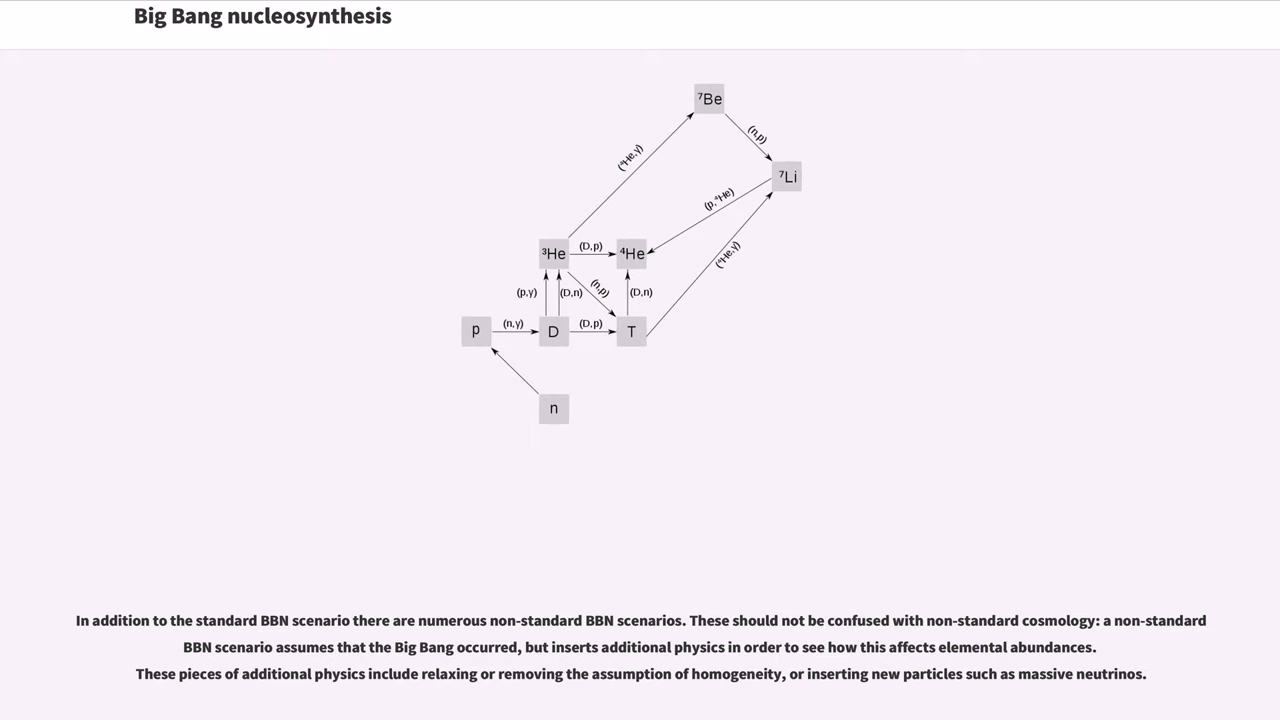 Big Bang nucleosynthesis
⁷Be
(n,p)
(⁴He,γ)
⁷Li
(p,⁴He)
³He
(D,p)
⁴He
(⁴He,γ)
(p,γ)
(D,n)
(n,p)
(D,n)
p
(n,γ)
D
(D,p)
T
n
In addition to the standard BBN scenario there are numerous non-standard BBN scenarios. These should not be confused with non-standard cosmology: a non-standard
BBN scenario assumes that the Big Bang occurred, but inserts additional physics in order to see how this affects elemental abundances.
These pieces of additional physics include relaxing or removing the assumption of homogeneity, or inserting new particles such as massive neutrinos.